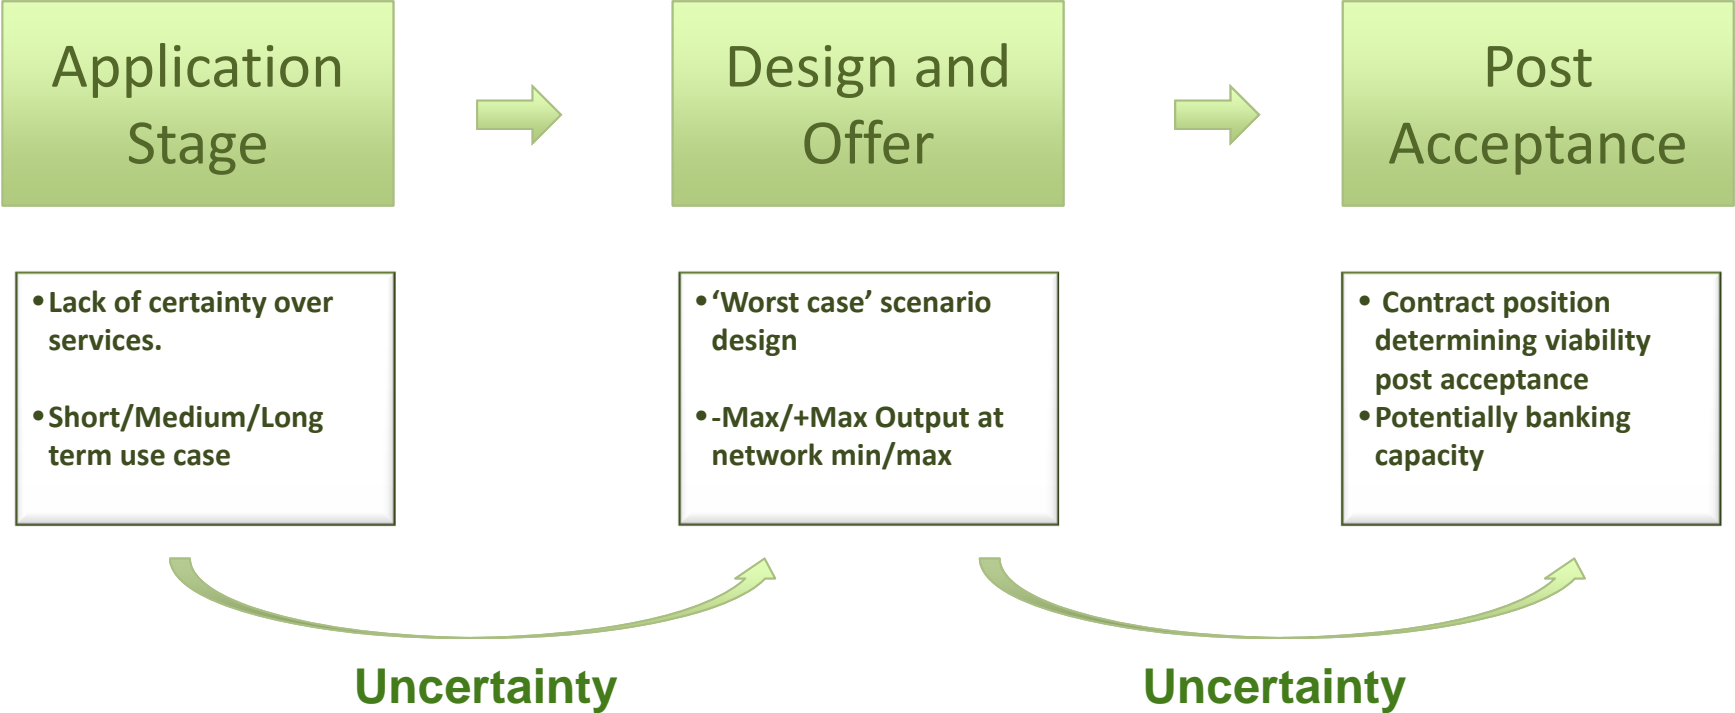 Application
Stage
Design and
Offer
Post
Acceptance
•Lack of certainty over
services.
•Short/Medium/Long
term use case
•‘Worst case’ scenario
design
•-Max/+Max Output at
network min/max
• Contract position
determining viability
post acceptance
•Potentially banking
capacity
Uncertainty
Uncertainty